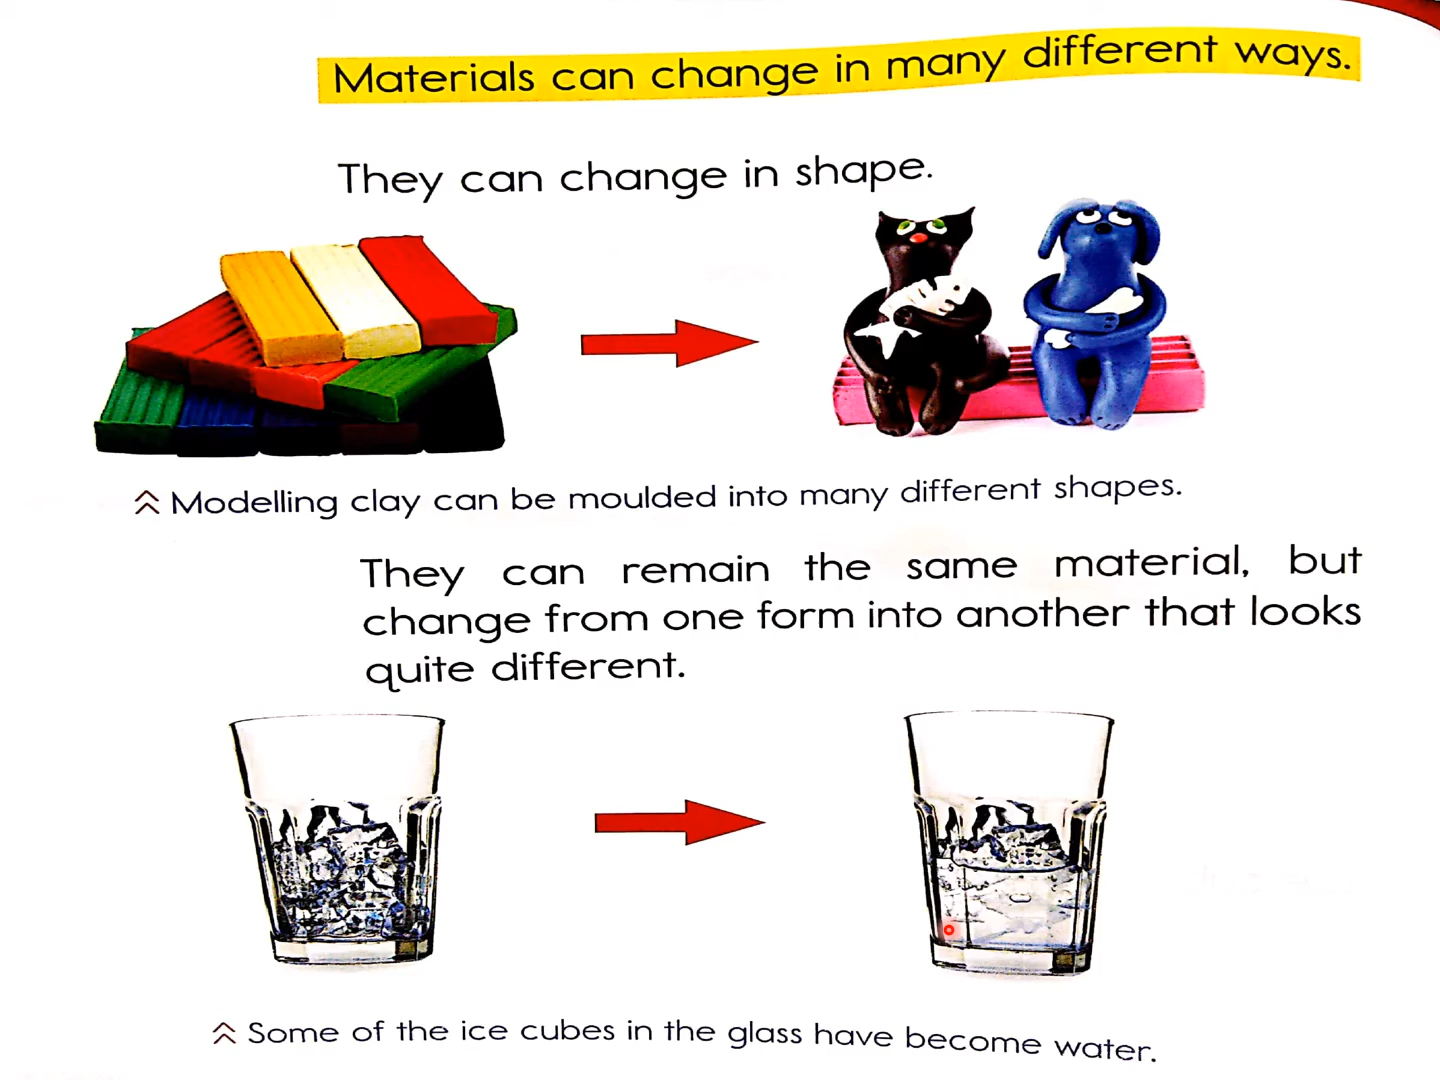 Materials can change in many different ways.
They can change in shape.
Modelling clay can be moulded into many different shapes.
They can remain the same material, but
change from one form into another that looks
quite different.
Some of the ice cubes in the glass have become water.